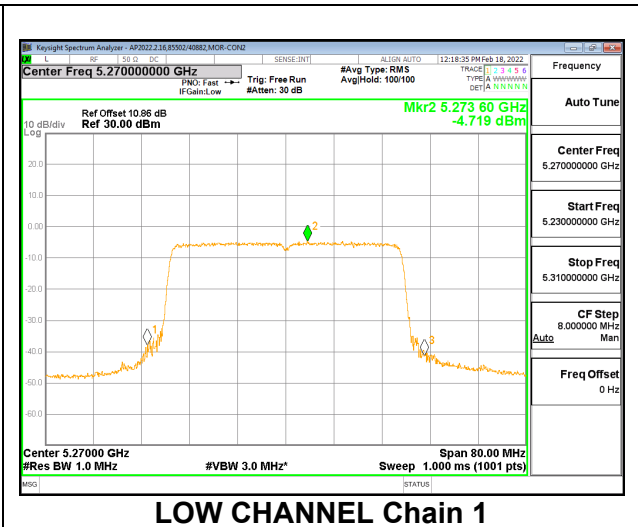 Keysight Spectrum Analyzer - AP2022.2.16,85502/40882,MOR-CON2
L RF 50 Ω DC SENSE:INT ALIGN AUTO 12:18:35 PM Feb 18, 2022
Center Freq 5.270000000 GHz
PNO: Fast
IFGain:Low
Trig: Free Run
#Atten: 30 dB
#Avg Type: RMS
Avg|Hold: 100/100
TRACE 1 2 3 4 5 6
TYPE A WWWWW
DET A N N N N N
Frequency
Auto Tune
Center Freq
5.270000000 GHz
Start Freq
5.230000000 GHz
Stop Freq
5.310000000 GHz
CF Step
8.000000 MHz
Auto Man
Freq Offset
0 Hz
Mkr2 5.273 60 GHz
-4.719 dBm
Ref Offset 10.86 dB
10 dB/div Ref 30.00 dBm
Log
20.0
10.0
0.00
-10.0
-20.0
-30.0
-40.0
-50.0
-60.0
2
1
3
Center 5.27000 GHz Span 80.00 MHz
#Res BW 1.0 MHz #VBW 3.0 MHz* Sweep 1.000 ms (1001 pts)
MSG STATUS
LOW CHANNEL Chain 1